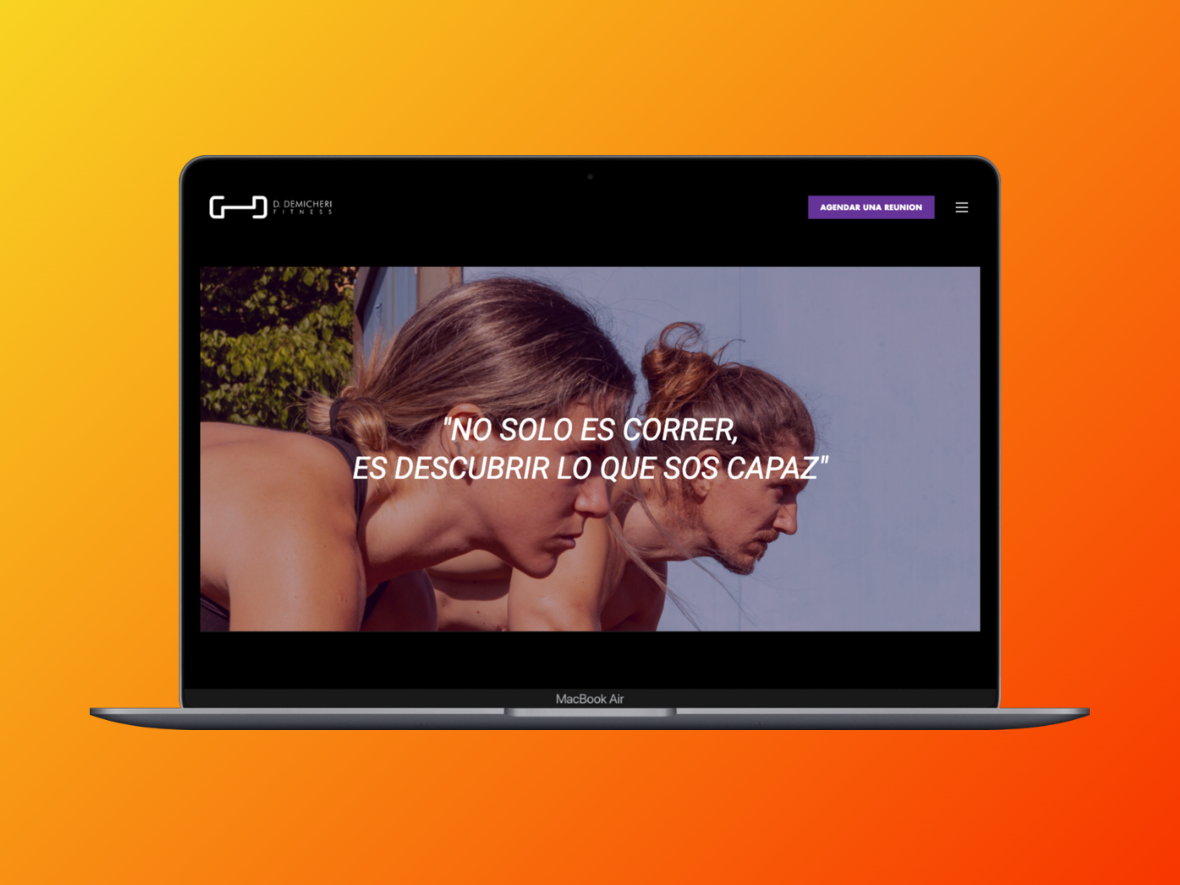 D. DEMICHERI
FITNESS
AGENDAR UNA REUNION
"NO SOLO ES CORRER,
ES DESCUBRIR LO QUE SOS CAPAZ"
MacBook Air